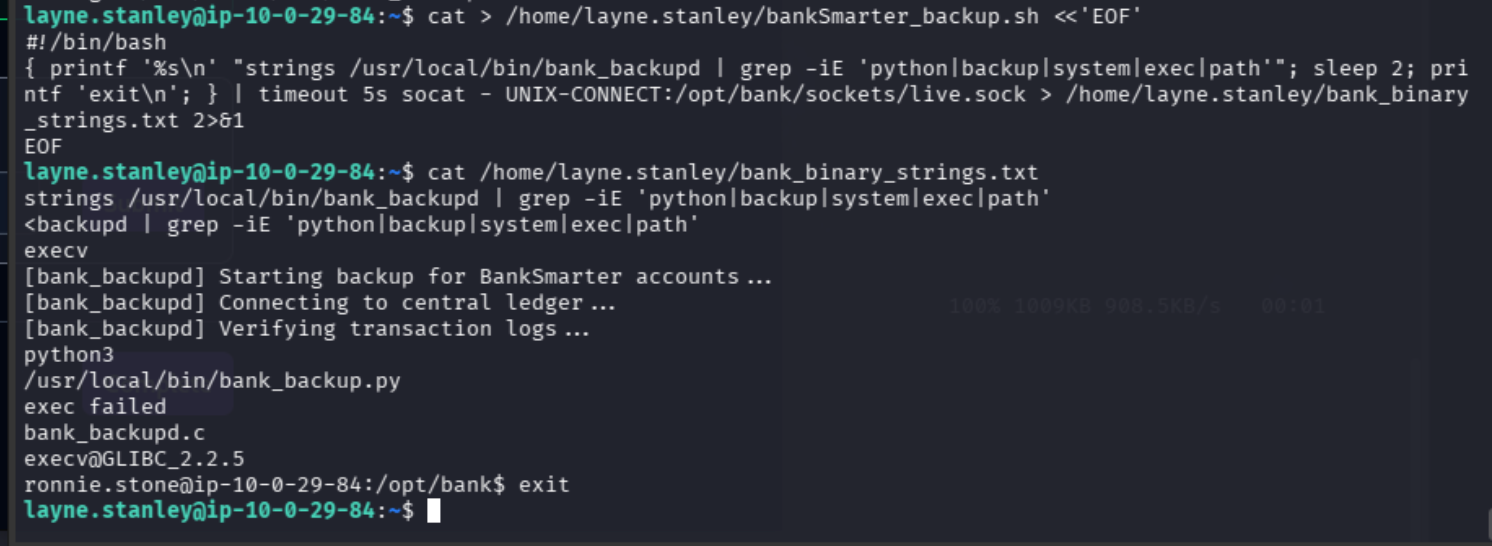 layne.stanley@ip-10-0-29-84:~$ cat > /home/layne.stanley/bankSmarter_backup.sh <<'EOF'
#!/bin/bash
{ printf '%s\n' "strings /usr/local/bin/bank_backupd | grep -iE 'python|backup|system|exec|path'"; sleep 2; pri
ntf 'exit\n'; } | timeout 5s socat - UNIX-CONNECT:/opt/bank/sockets/live.sock > /home/layne.stanley/bank_binary
_strings.txt 2>&1
EOF
layne.stanley@ip-10-0-29-84:~$ cat /home/layne.stanley/bank_binary_strings.txt
strings /usr/local/bin/bank_backupd | grep -iE 'python|backup|system|exec|path'
<backupd | grep -iE 'python|backup|system|exec|path'
execv
[bank_backupd] Starting backup for BankSmarter accounts...
[bank_backupd] Connecting to central ledger...
100% 1009KB 908.5KB/s 00:01
[bank_backupd] Verifying transaction logs...
python3
/usr/local/bin/bank_backup.py
exec failed
bank_backupd.c
execv@GLIBC_2.2.5
ronnie.stone@ip-10-0-29-84:/opt/bank$ exit
layne.stanley@ip-10-0-29-84:~$